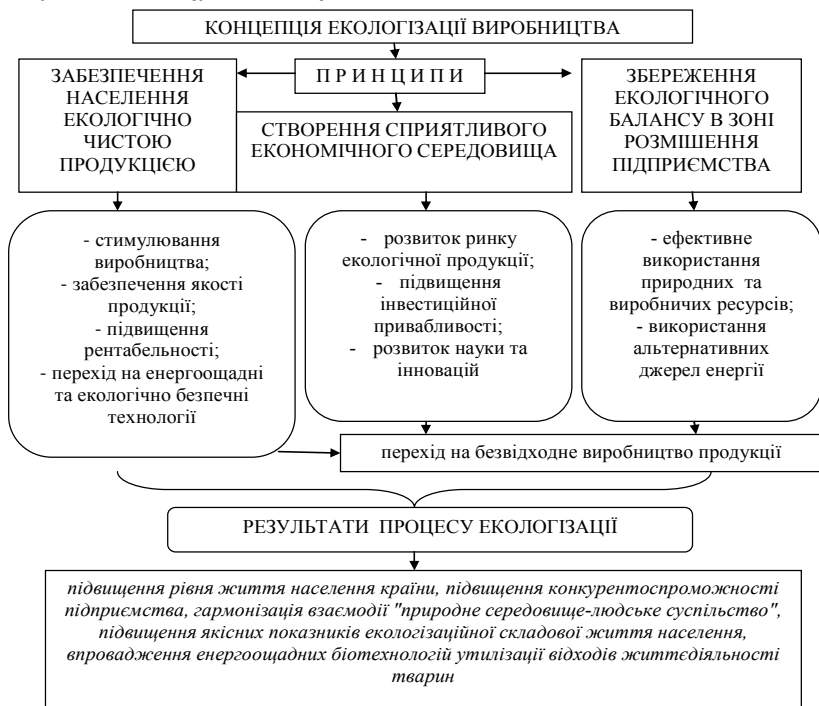 КОНЦЕПЦІЯ ЕКОЛОГІЗАЦІЇ ВИРОБНИЦТВА
ЗАБЕЗПЕЧЕННЯ
НАСЕЛЕННЯ
ЕКОЛОГІЧНО
ЧИСТОЮ
ПРОДУКЦІЄЮ
П Р И Н Ц И П И
СТВОРЕННЯ СПРИЯТЛИВОГО
ЕКОНОМІЧНОГО СЕРЕДОВИЩА
ЗБЕРЕЖЕННЯ
ЕКОЛОГІЧНОГО
БАЛАНСУ В ЗОНІ
РОЗМІШЕННЯ
ПІДПРИЄМСТВА
- стимулювання
виробництва;
- забезпечення якості
продукції;
- підвищення
рентабельності;
- перехід на енергоощадні
та екологічно безпечні
технології
- розвиток ринку
екологічної продукції;
- підвищення
інвестиційної
привабливості;
- розвиток науки та
інновацій
- ефективне
використання
природних та
виробничих ресурсів;
- використання
альтернативних
джерел енергії
перехід на безвідходне виробництво продукції
РЕЗУЛЬТАТИ ПРОЦЕСУ ЕКОЛОГІЗАЦІЇ
підвищення рівня життя населення країни, підвищення конкурентоспроможності
підприємства, гармонізація взаємодії "природне середовище-людське суспільство",
підвищення якісних показників екологізаційної складової життя населення,
впровадження енергоощадних біотехнологій утилізації відходів життєдіяльності
тварин